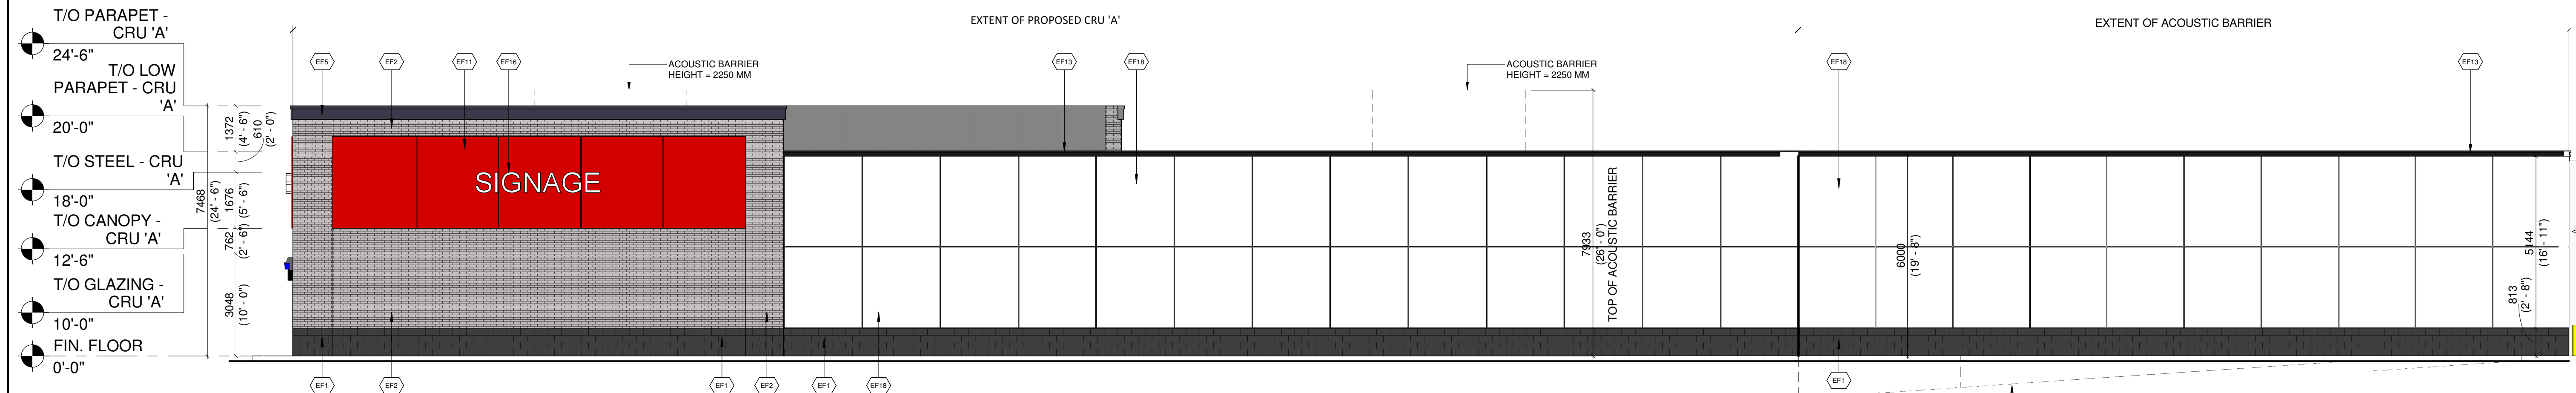 T/O PARAPET -
CRU 'A'
24'-6"
T/O LOW
PARAPET - CRU
'A'
20'-0"
T/O STEEL - CRU
'A'
18'-0"
T/O CANOPY -
CRU 'A'
12'-6"
T/O GLAZING -
CRU 'A'
10'-0"
FIN. FLOOR
0'-0"
7468
(24' - 6")
1372
(4' - 6")
610
(2' - 0")
1676
(5' - 6")
762
(2' - 6")
3048
(10' - 0")
EXTENT OF PROPOSED CRU 'A'
EXTENT OF ACOUSTIC BARRIER
EF5
EF2
EF11
EF16
ACOUSTIC BARRIER
HEIGHT = 2250 MM
EF13
EF18
ACOUSTIC BARRIER
HEIGHT = 2250 MM
EF18
EF13
SIGNAGE
7933
(26' - 0")
TOP OF ACOUSTIC BARRIER
6000
(19' - 8")
5144
(16' - 11")
813
(2' - 8")
EF1
EF2
EF1
EF2
EF1
EF18
EF1